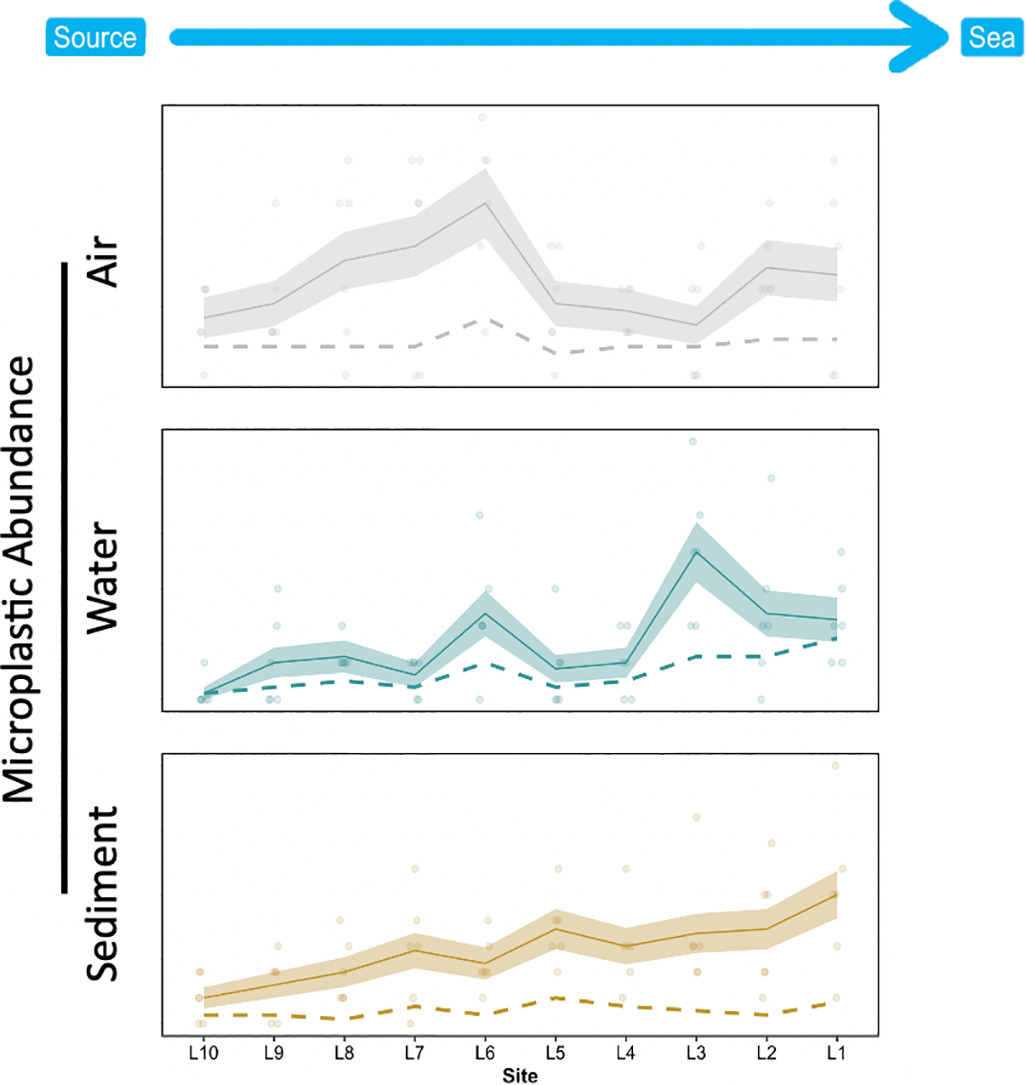 Source
Sea
Microplastic Abundance
Air
Water
Sediment
L10 L9 L8 L7 L6 L5 L4 L3 L2 L1
Site